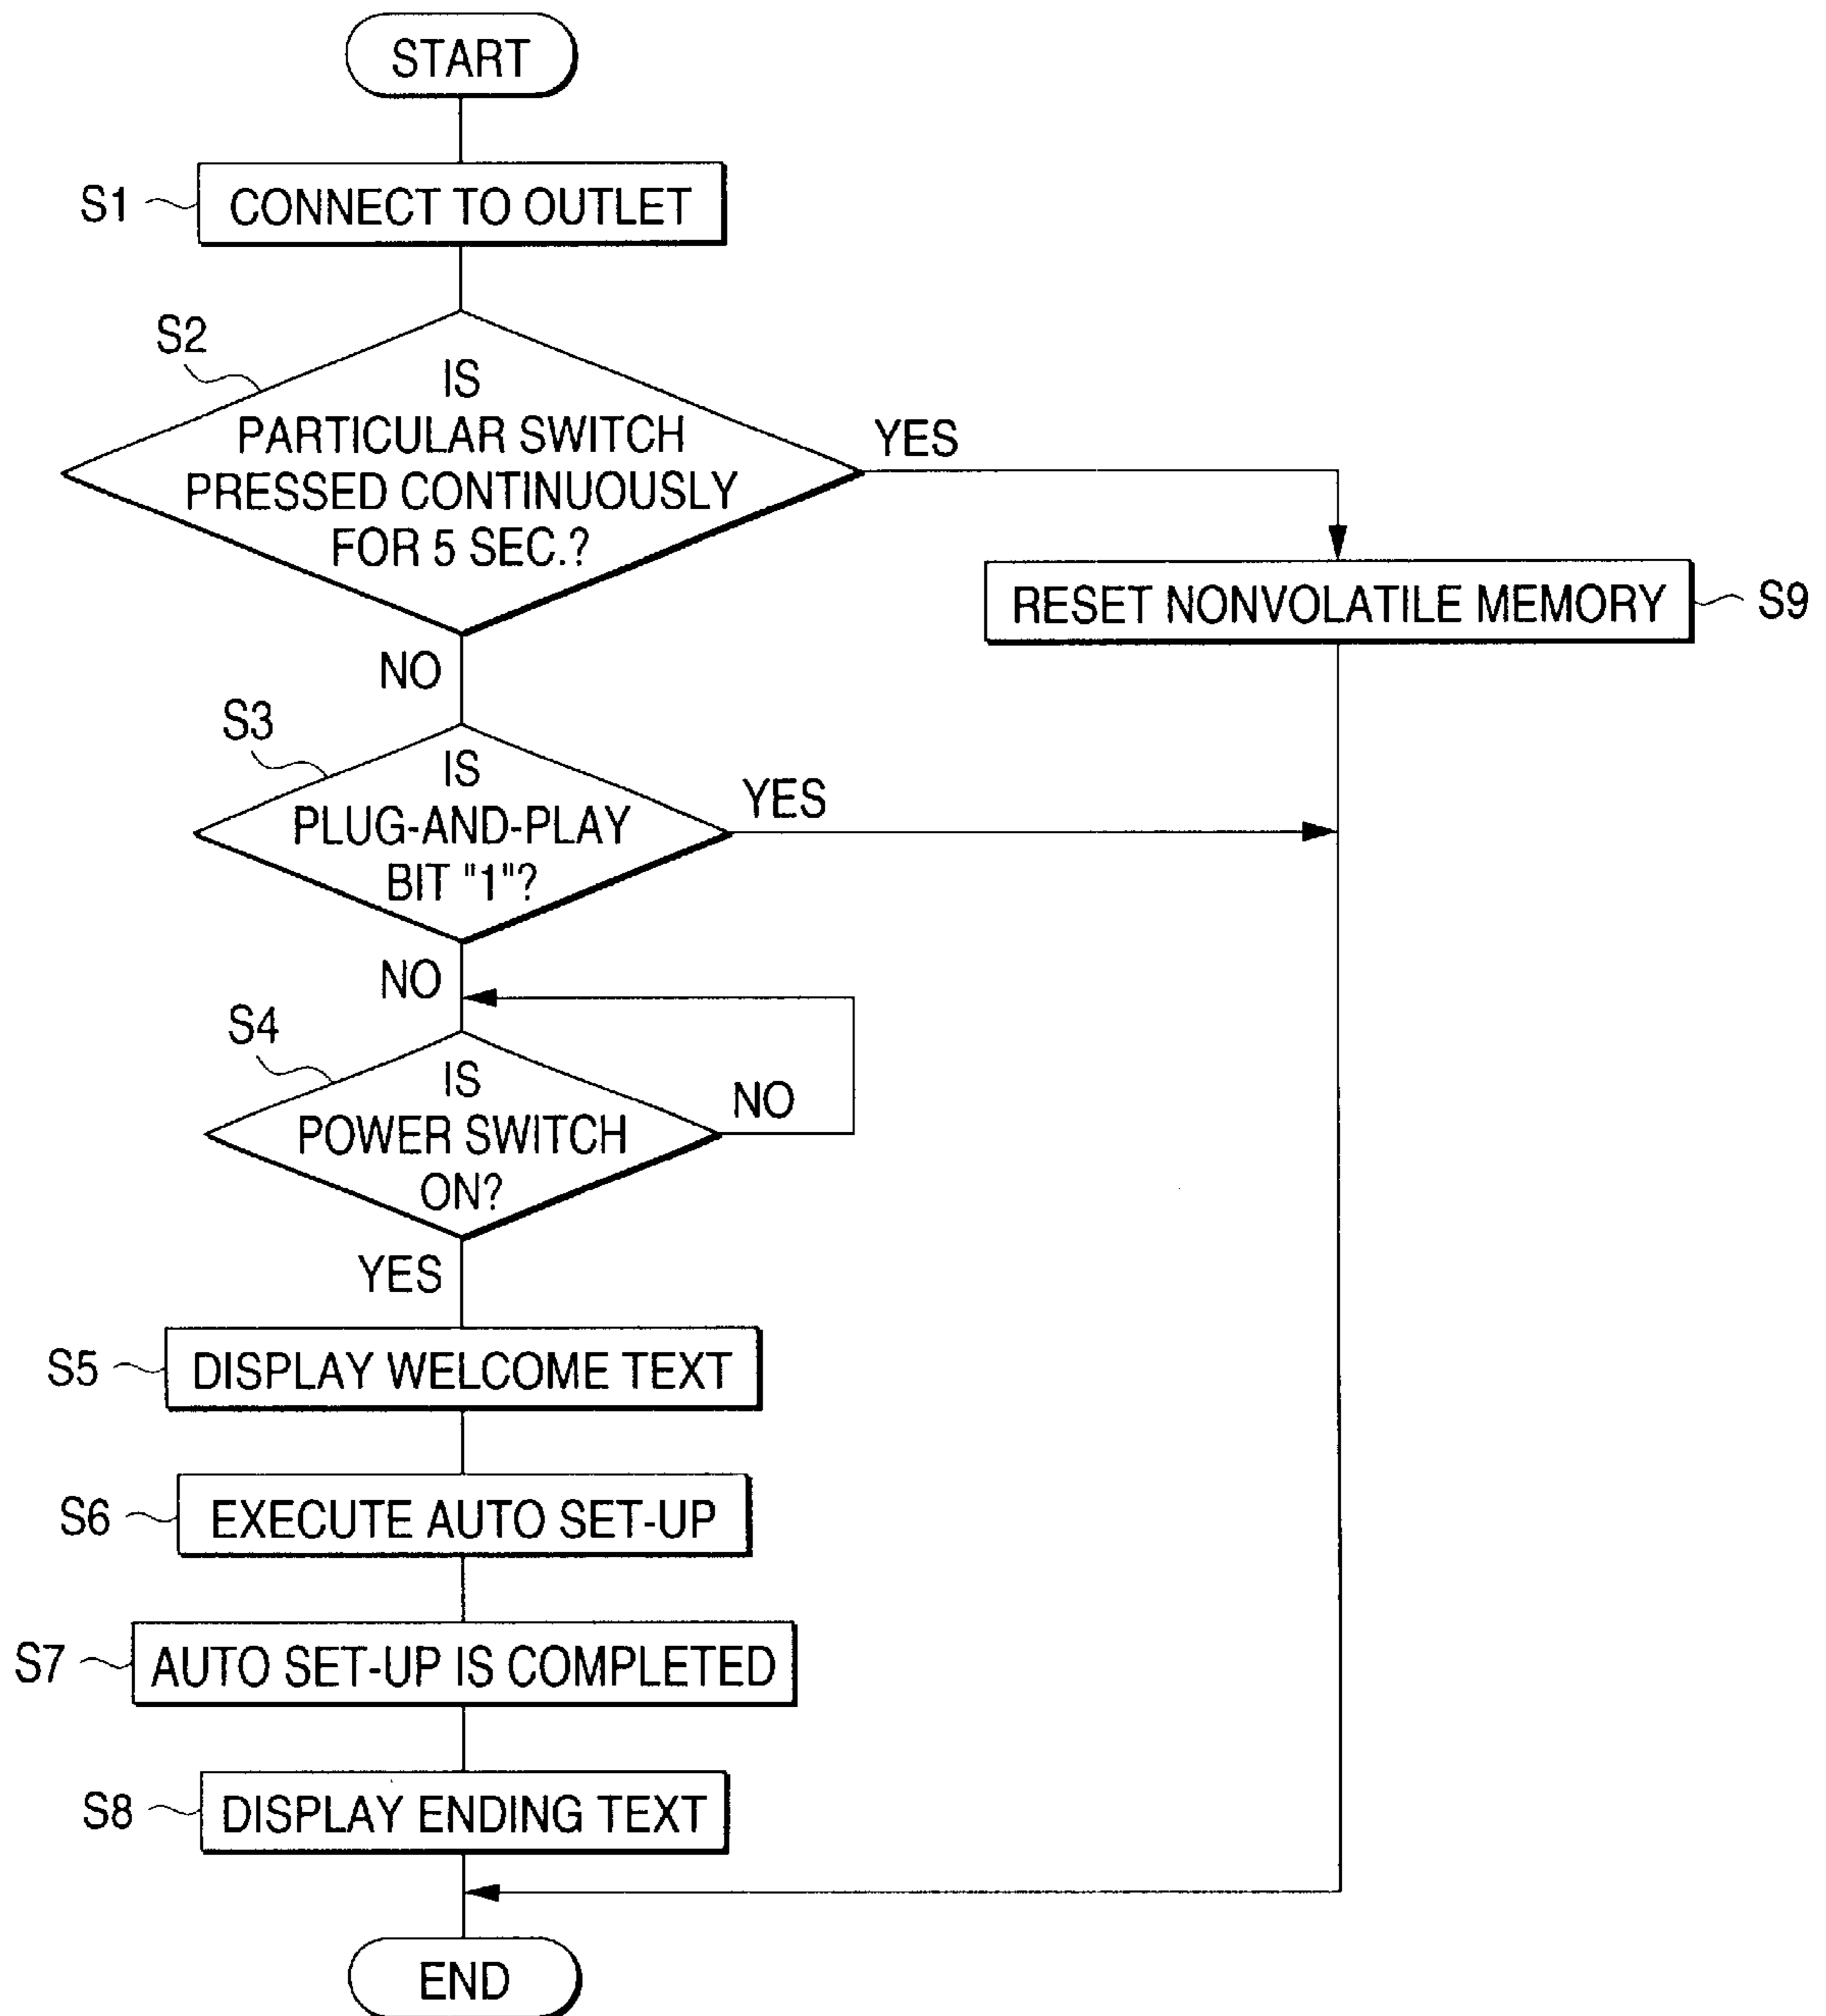 START
S1
CONNECT TO OUTLET
S2
IS
PARTICULAR SWITCH
PRESSED CONTINUOUSLY
FOR 5 SEC.?
YES
RESET NONVOLATILE MEMORY
S9
NO
S3
IS
PLUG-AND-PLAY
BIT "1"?
YES
NO
S4
IS
POWER SWITCH
ON?
NO
YES
S5
DISPLAY WELCOME TEXT
S6
EXECUTE AUTO SET-UP
S7
AUTO SET-UP IS COMPLETED
S8
DISPLAY ENDING TEXT
END